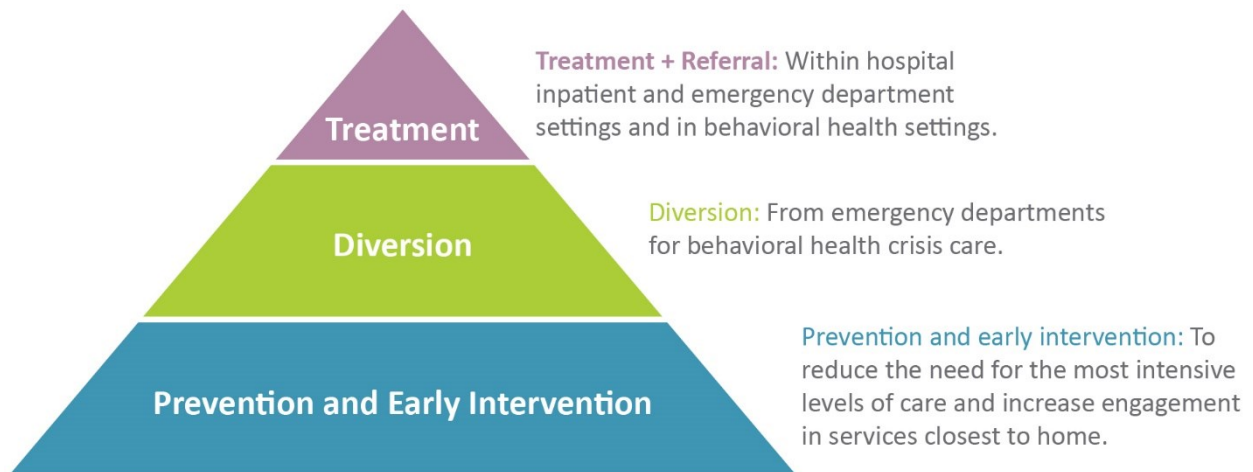 Treatment
Treatment + Referral: Within hospital
inpatient and emergency department
settings and in behavioral health settings.
Diversion
Diversion: From emergency departments
for behavioral health crisis care.
Prevention and Early Intervention
Prevention and early intervention: To
reduce the need for the most intensive
levels of care and increase engagement
in services closest to home.